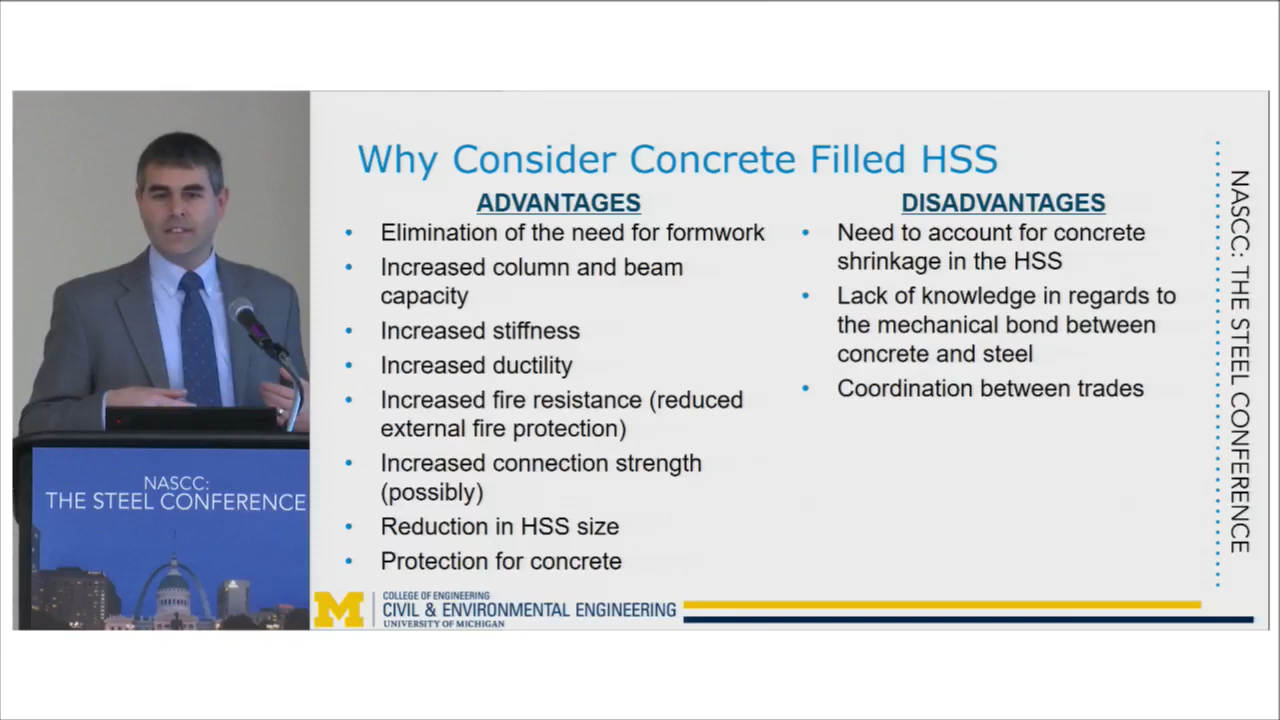 Why Consider Concrete Filled HSS
ADVANTAGES
• Elimination of the need for formwork
• Increased column and beam
capacity
• Increased stiffness
• Increased ductility
• Increased fire resistance (reduced
external fire protection)
• Increased connection strength
(possibly)
• Reduction in HSS size
• Protection for concrete
DISADVANTAGES
• Need to account for concrete
shrinkage in the HSS
• Lack of knowledge in regards to
the mechanical bond between
concrete and steel
• Coordination between trades
NASCC: THE STEEL CONFERENCE
NASCC:
THE STEEL CONFERENCE
M
COLLEGE OF ENGINEERING
CIVIL & ENVIRONMENTAL ENGINEERING
UNIVERSITY OF MICHIGAN